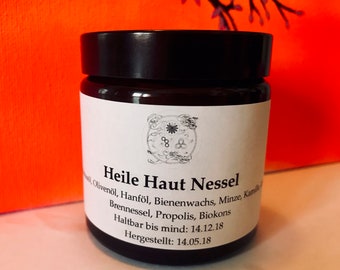 Heile Haut Nessel
Olivenöl, Hanföl, Bienenwachs, Minze, Kamille,
Brennessel, Propolis, Biokons
Haltbar bis mind: 14.12.18
Hergestellt: 14.05.18